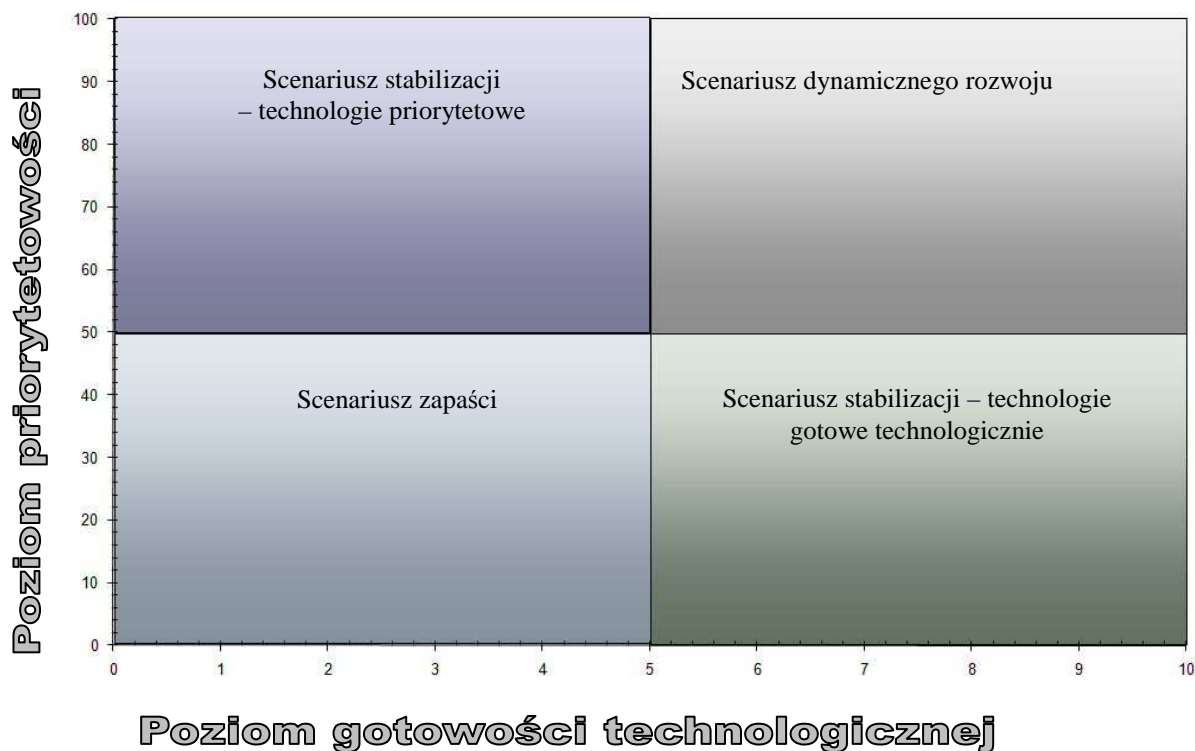 Poziom priorytetowości
100
90
80
70
60
50
40
30
20
10
0
Scenariusz stabilizacji
– technologie priorytetowe
Scenariusz dynamicznego rozwoju
Scenariusz zapaści
Scenariusz stabilizacji – technologie
gotowe technologicznie
0 1 2 3 4 5 6 7 8 9 10
Poziom gotowości technologicznej